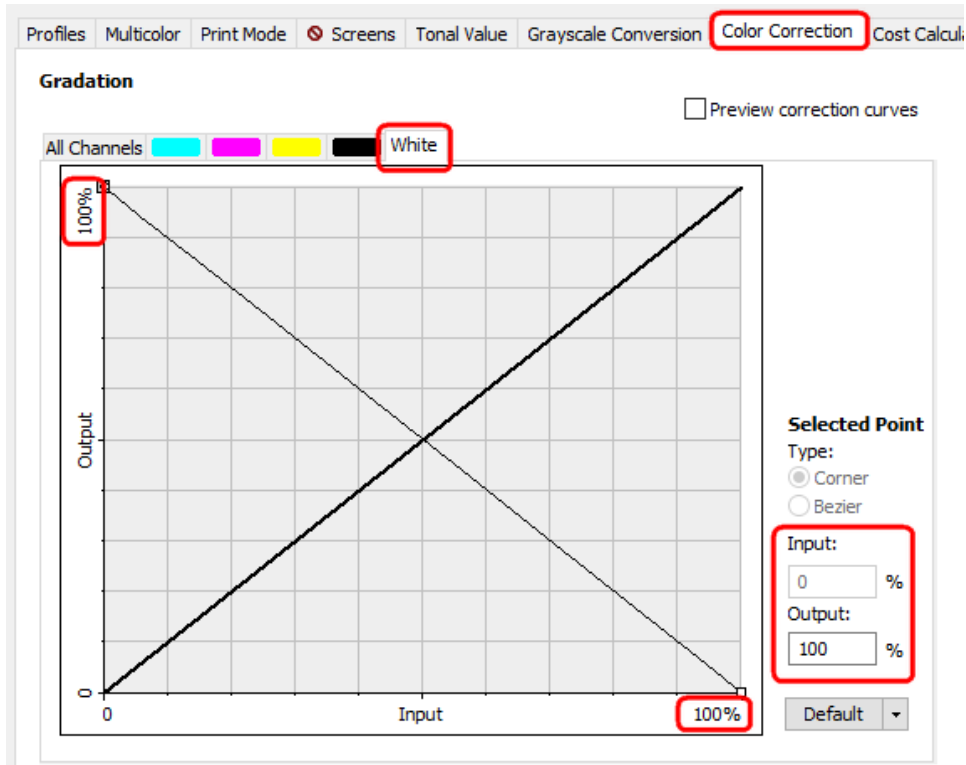 Profiles Multicolor Print Mode Screens Tonal Value Grayscale Conversion Color Correction Cost Calcula
Gradation
Preview correction curves
All Channels White
100%
Output
0
0 Input 100%
Selected Point
Type:
Corner
Bezier
Input:
0 %
Output:
100 %
Default